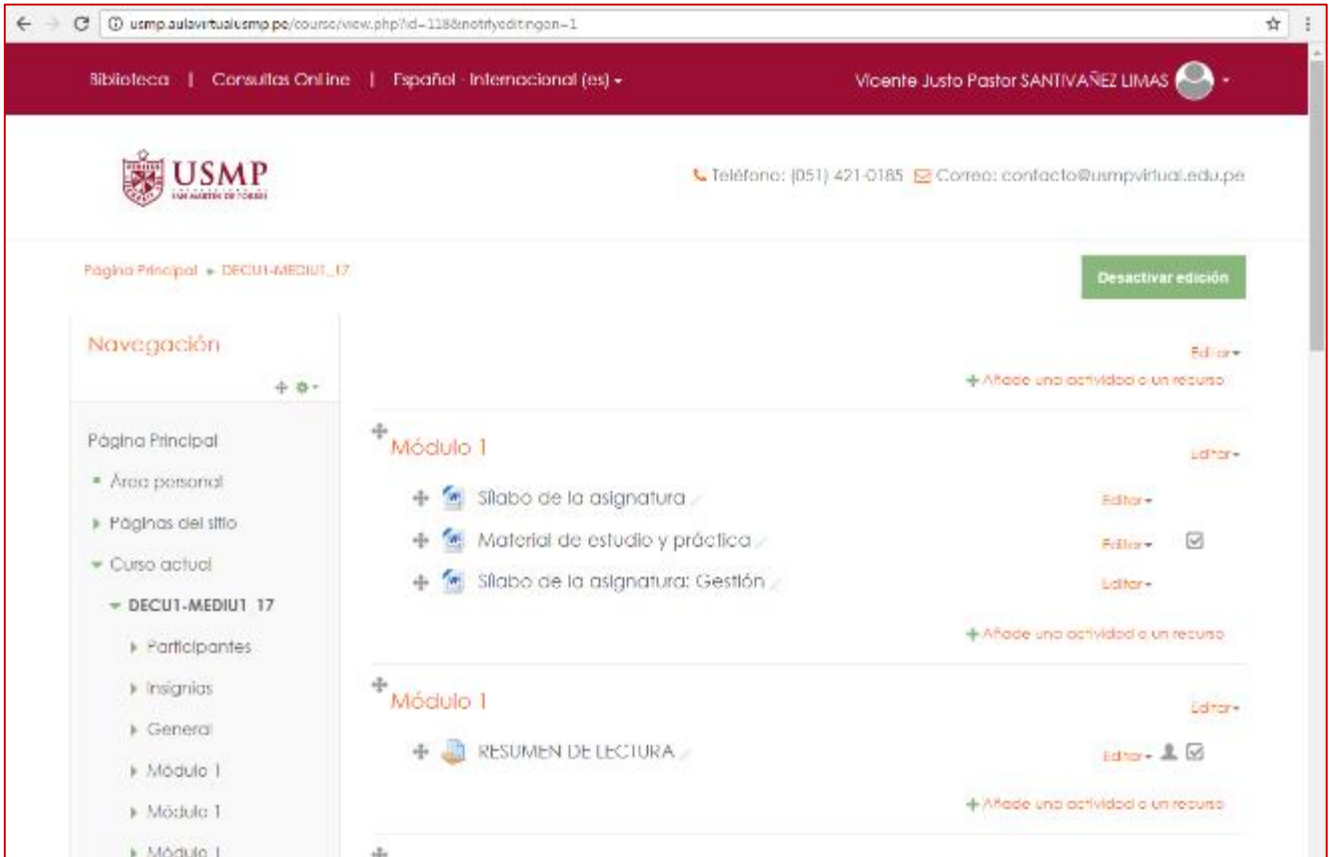 usmp.aulavirtualusmp.pe/course/view.php?id=118&notifyeditingon=1
Biblioteca | Consultas Online | Español - Internacional (es)
Vicente Justo Pastor SANTIVAÑEZ LIMAS
USMP
SAN MARTIN DE PORRES
Teléfono: (051) 421-0185 Correo: contacto@usmpvirtual.edu.pe
Página Principal DECU1-MEDIU1_17
Desactivar edición
Navegación
Página Principal
Área personal
Páginas del sitio
Curso actual
DECU1-MEDIU1_17
Participantes
Insignias
General
Módulo 1
Módulo 1
Módulo 1
Editar
Añade una actividad o un recurso
Módulo 1
Editar
Sílabo de la asignatura
Editar
Material de estudio y práctica
Editar
Sílabo de la asignatura: Gestión
Editar
Añade una actividad o un recurso
Módulo 1
Editar
RESUMEN DE LECTURA
Editar
Añade una actividad o un recurso